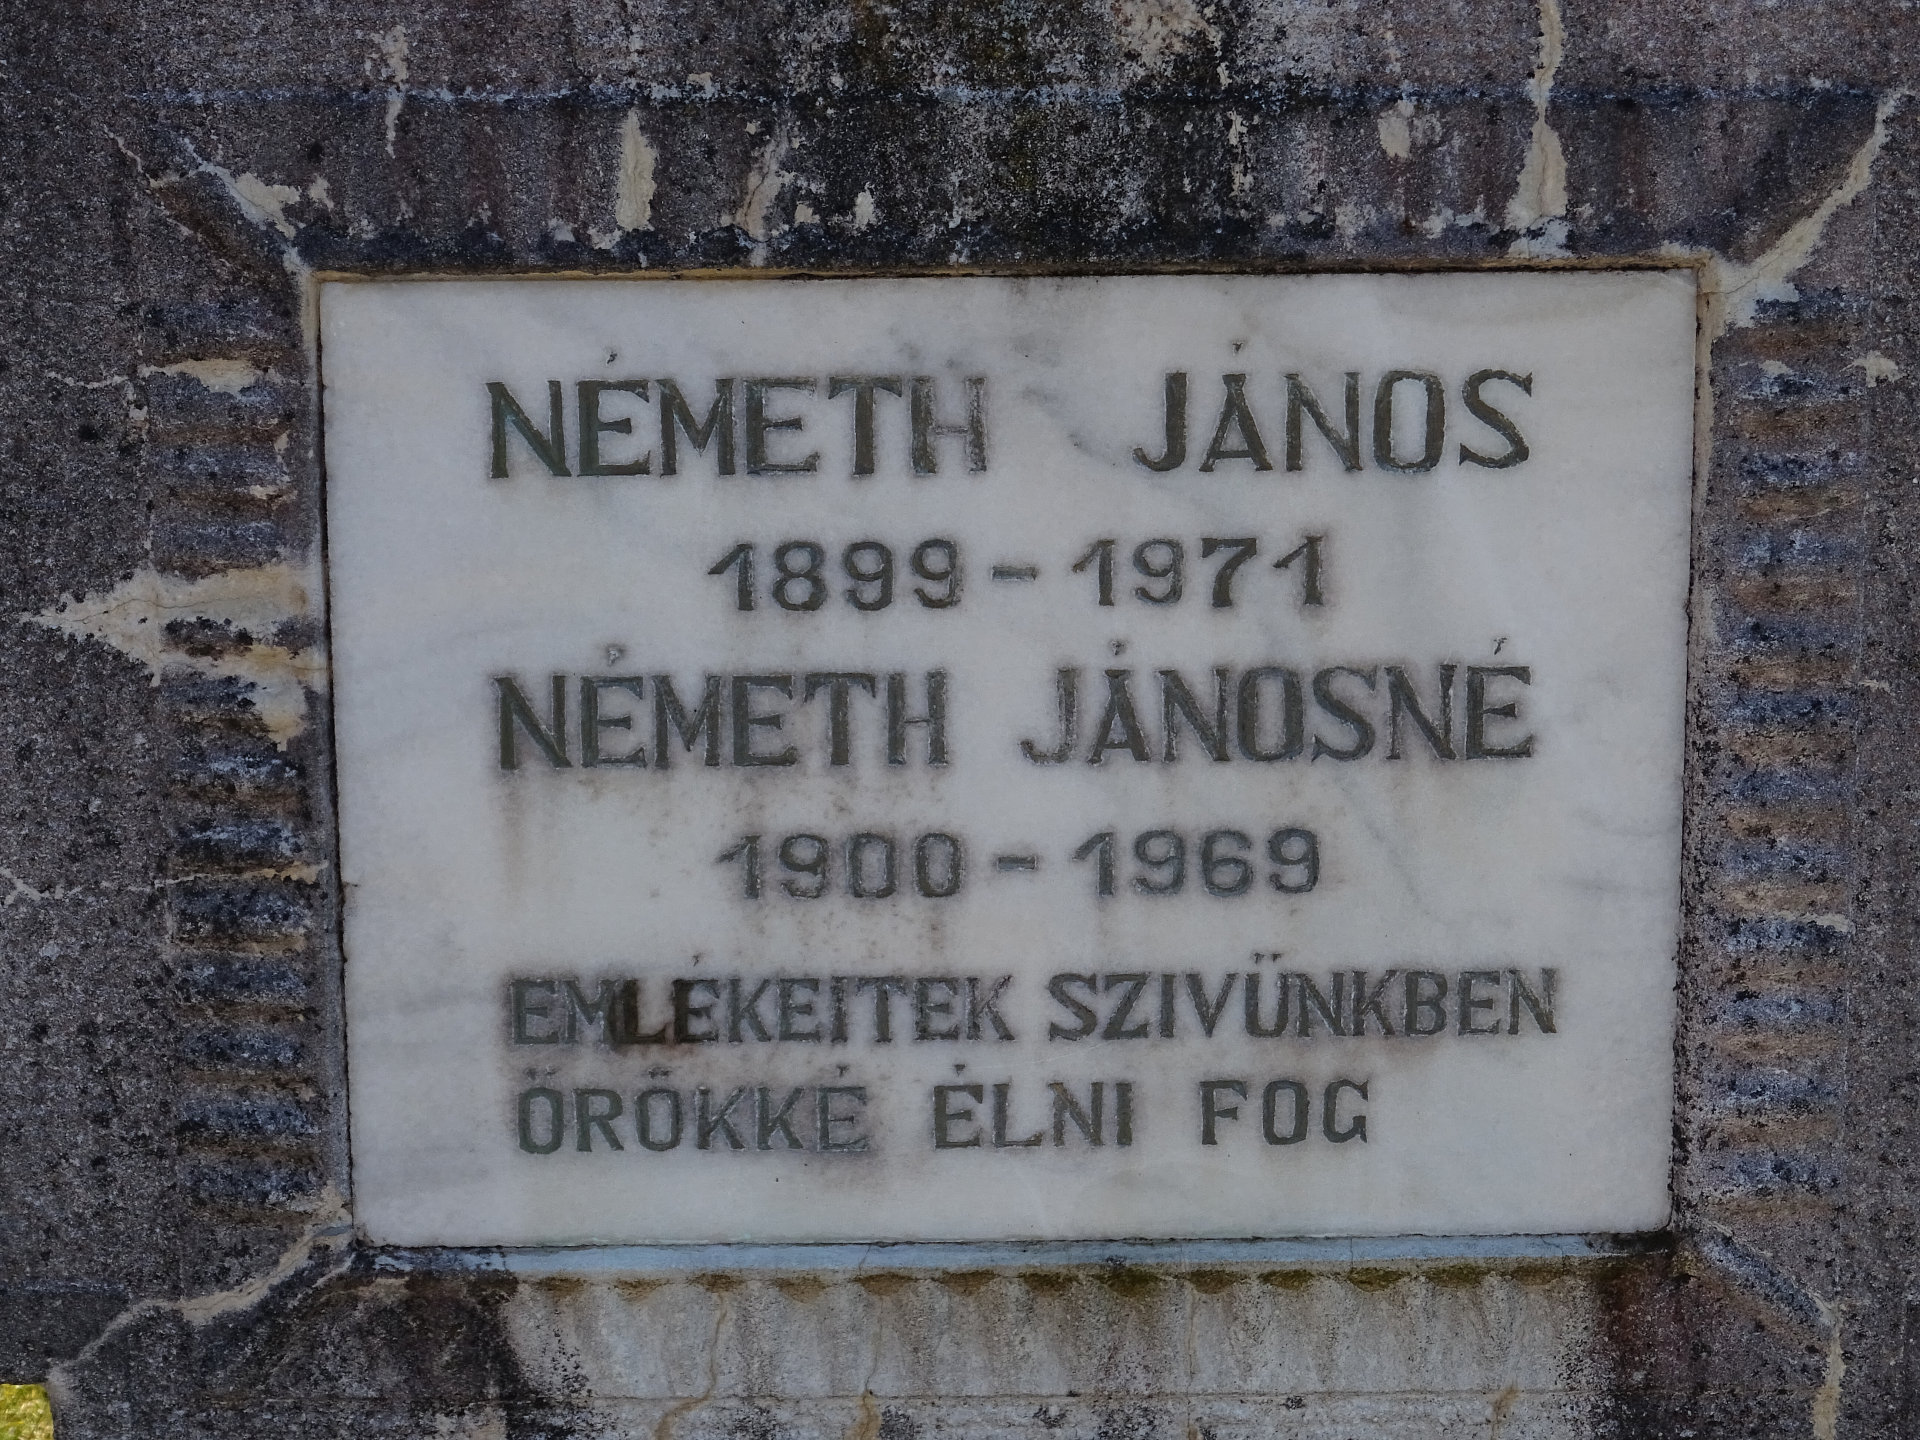 NÉMETH JÁNOS
1899-1971
NÉMETH JÁNOSNÉ
1900-1969
EMLÉKEITEK SZIVÜNKBEN
ÖRÖKKÉ ÉLNI FOG